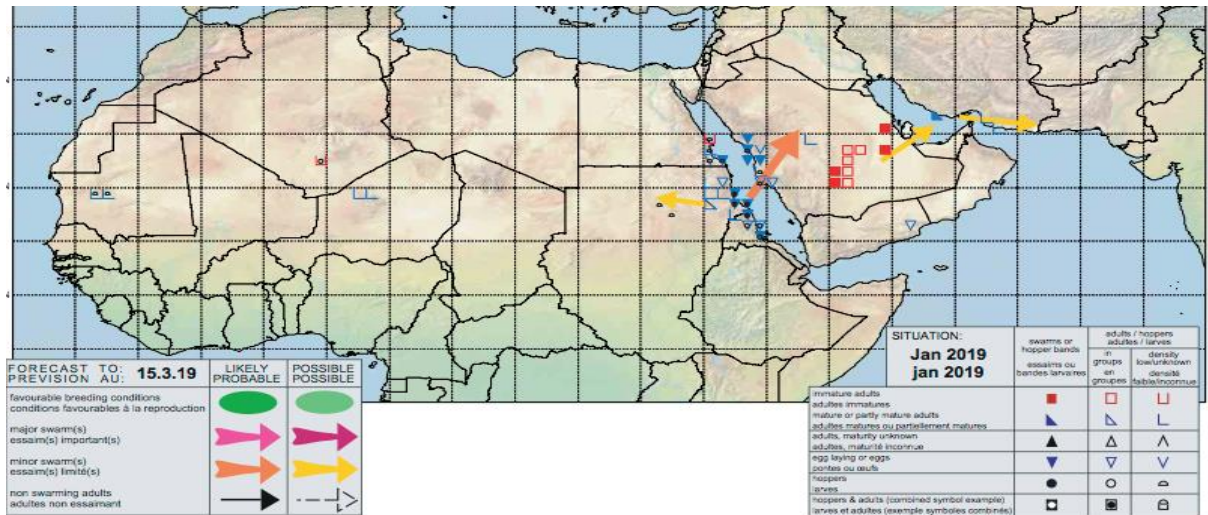 FORECAST TO:
PREVISION AU: 15.3.19
LIKELY
PROBABLE
POSSIBLE
POSSIBLE
favourable breeding conditions
conditions favourables à la reproduction
major swarm(s)
essaim(s) important(s)
minor swarm(s)
essaim(s) limité(s)
non swarming adults
adultes non essaimant
SITUATION:
Jan 2019
jan 2019
swarms or
hopper bands
essaims ou
bandes larvaires
adults / hoppers
adultes / larves
in
groups
en
groupes
density
low/unknown
densité
faible/inconnue
immature adults
adultes immatures
mature or partly mature adults
adultes matures ou partiellement matures
adults, maturity unknown
adultes, maturité inconnue
egg laying or eggs
pontes ou œufs
hoppers
larves
hoppers & adults (combined symbol example)
larves et adultes (exemple symboles combinés)